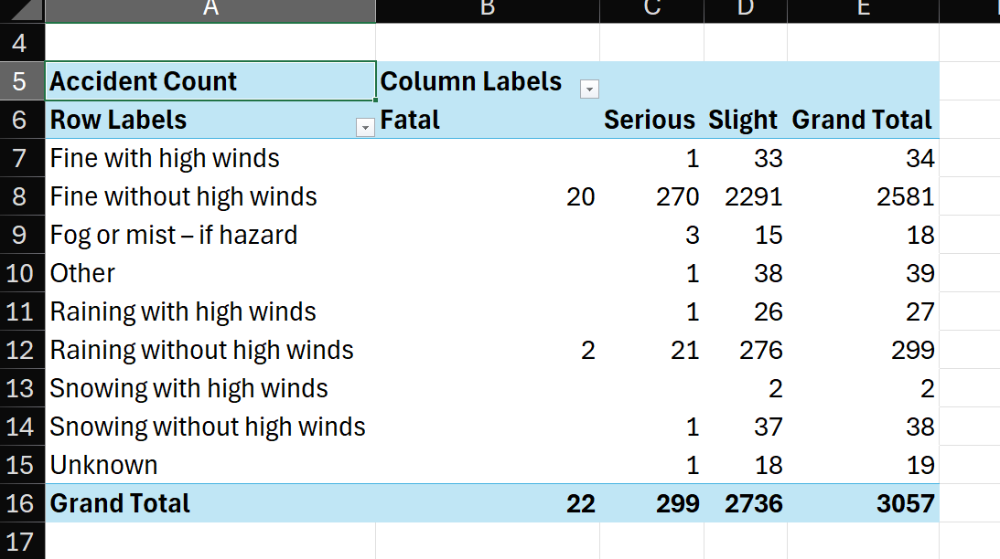 A B C D E
4
5 Accident Count Column Labels
6 Row Labels Fatal Serious Slight Grand Total
7 Fine with high winds 1 33 34
8 Fine without high winds 20 270 2291 2581
9 Fog or mist – if hazard 3 15 18
10 Other 1 38 39
11 Raining with high winds 1 26 27
12 Raining without high winds 2 21 276 299
13 Snowing with high winds 2 2
14 Snowing without high winds 1 37 38
15 Unknown 1 18 19
16 Grand Total 22 299 2736 3057
17